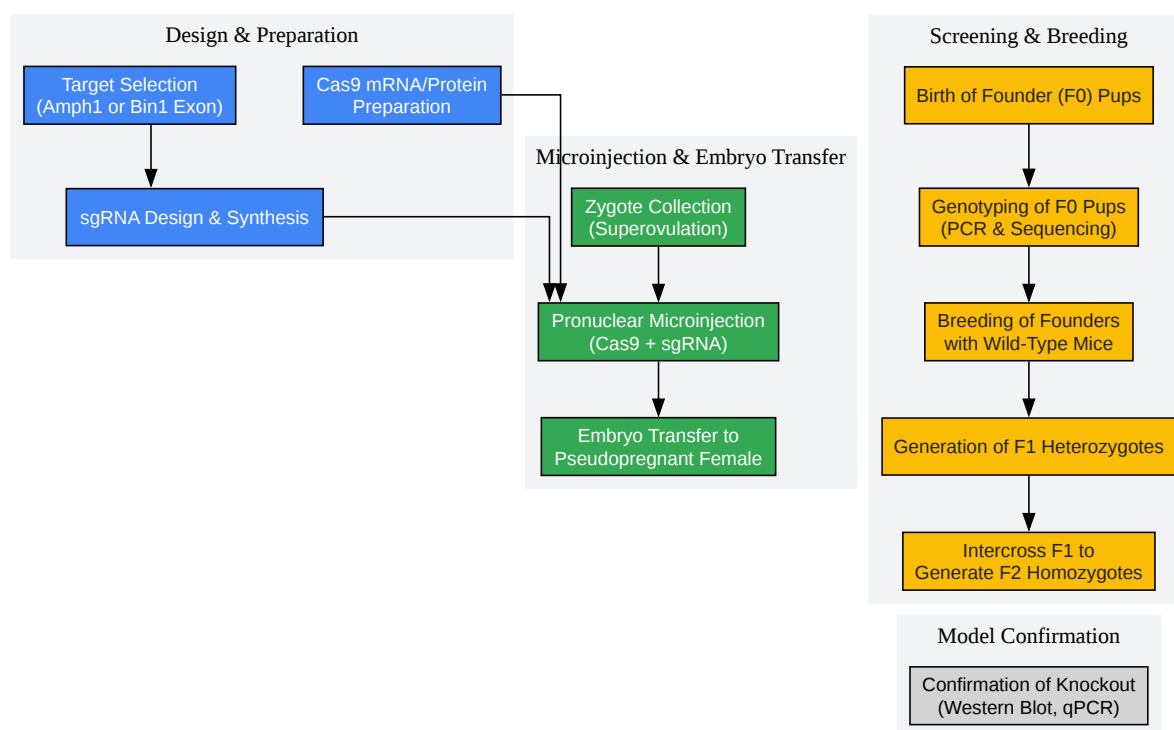 Design & Preparation
Target Selection
(Amph1 or Bin1 Exon)
Cas9 mRNA/Protein
Preparation
sgRNA Design & Synthesis
Microinjection & Embryo Transfer
Zygote Collection
(Superovulation)
Pronuclear Microinjection
(Cas9 + sgRNA)
Embryo Transfer to
Pseudopregnant Female
Screening & Breeding
Birth of Founder (F0) Pups
Genotyping of F0 Pups
(PCR & Sequencing)
Breeding of Founders
with Wild-Type Mice
Generation of F1 Heterozygotes
Intercross F1 to
Generate F2 Homozygotes
Model Confirmation
Confirmation of Knockout
(Western Blot, qPCR)